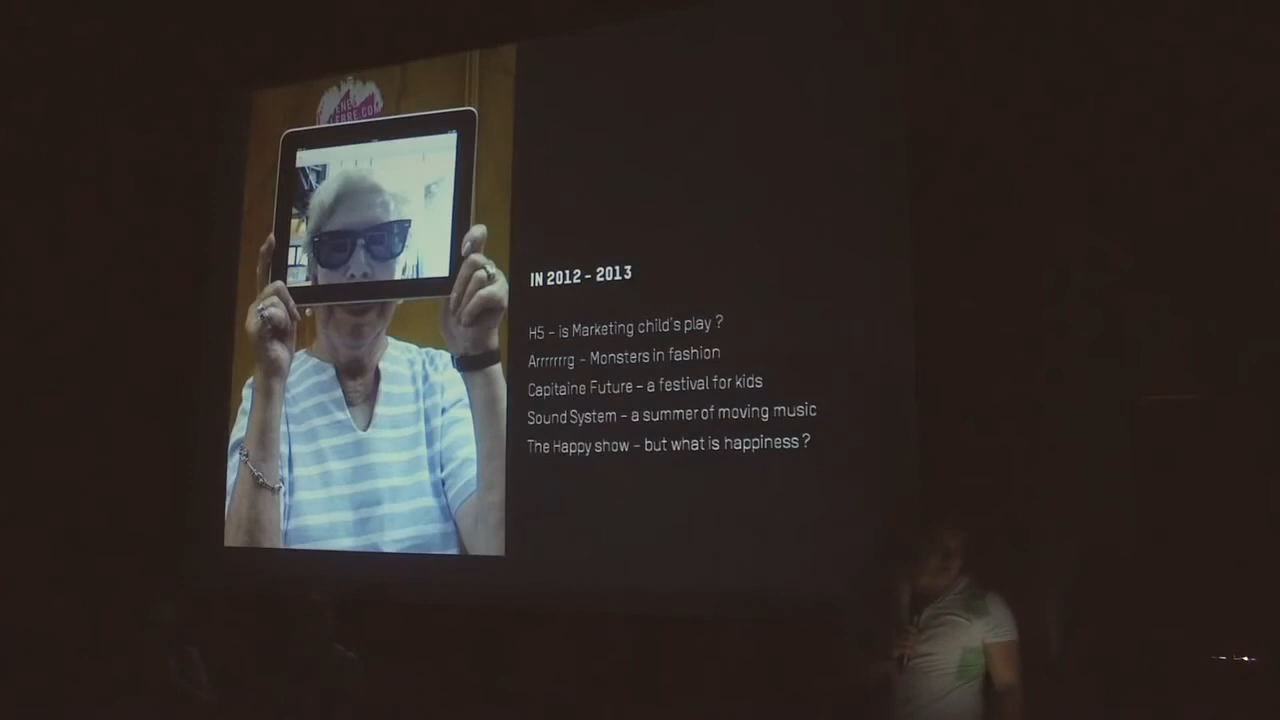 IN 2012 - 2013
H5 - is Marketing child's play ?
Arrrrrrrg - Monsters in fashion
Capitaine Future - a festival for kids
Sound System - a summer of moving music
The Happy show - but what is happiness ?